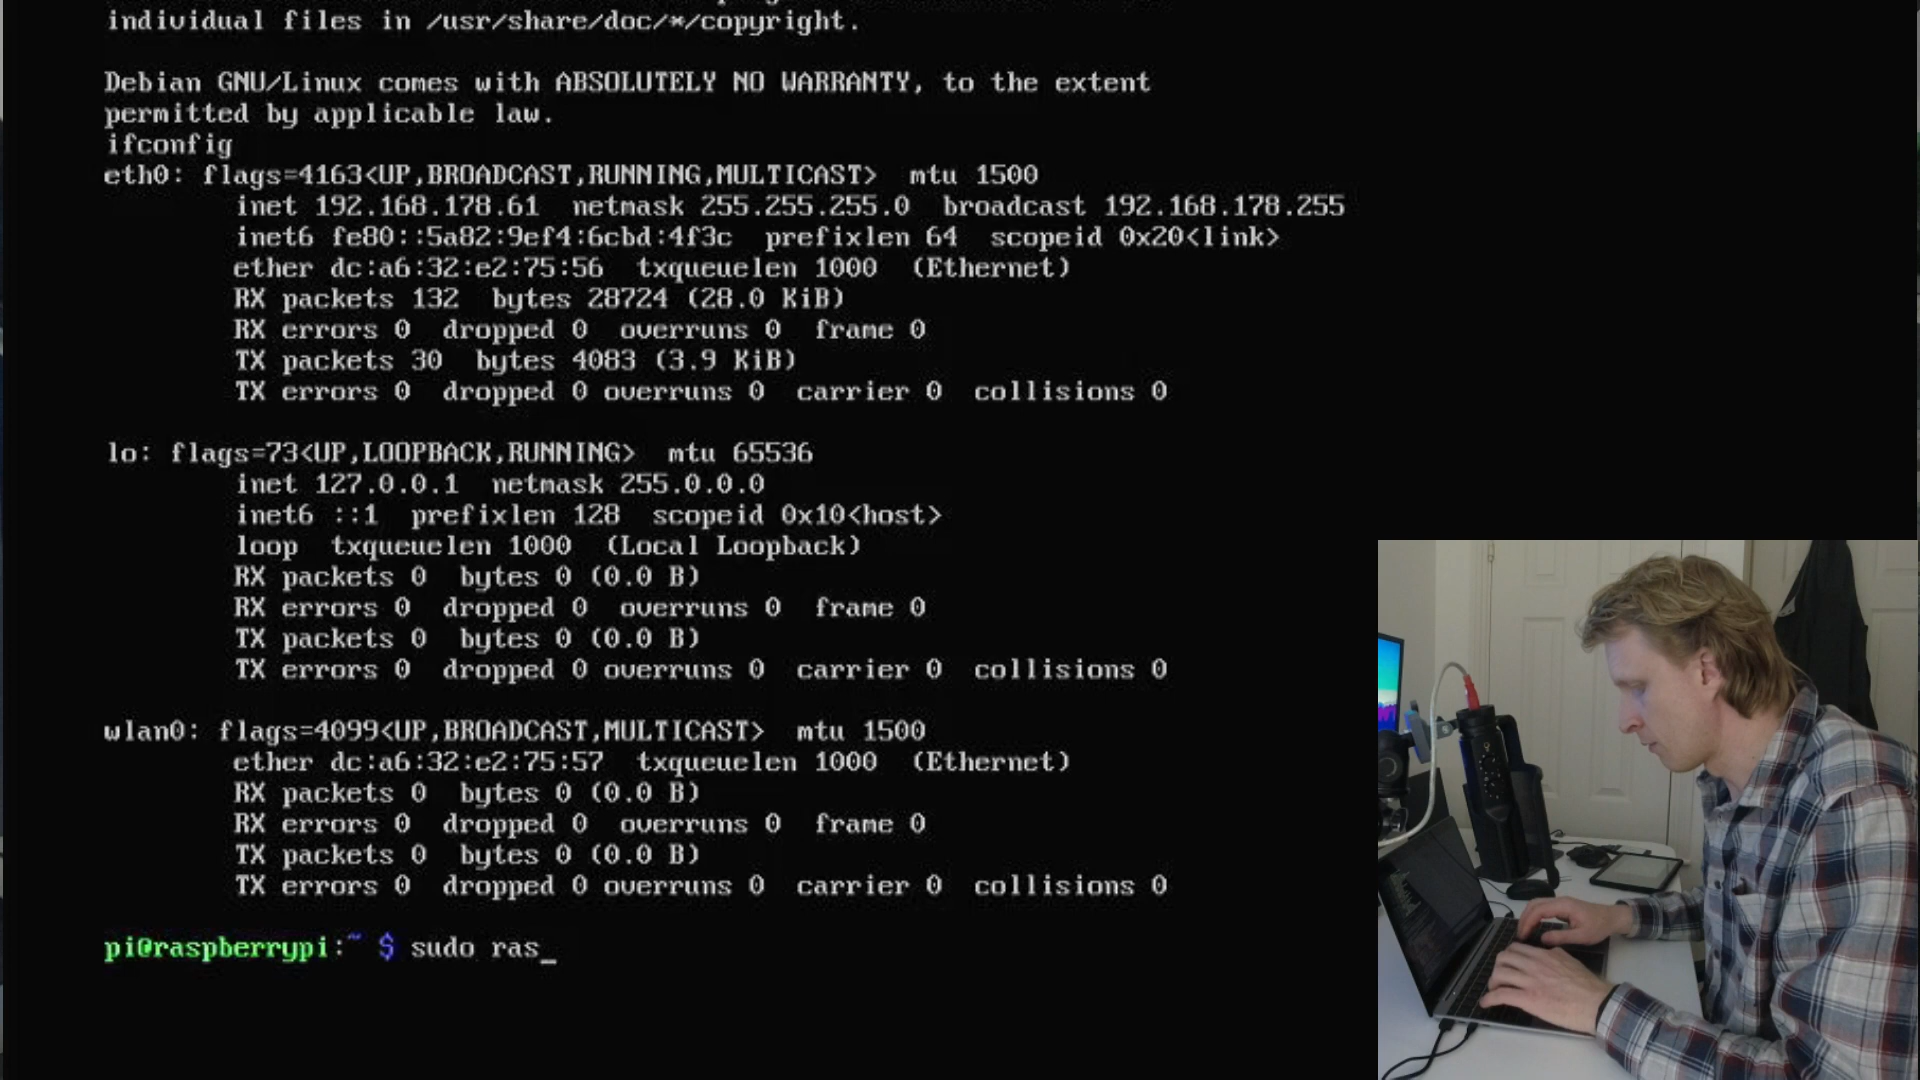 individual files in /usr/share/doc/*/copyright.
Debian GNU/Linux comes with ABSOLUTELY NO WARRANTY, to the extent
permitted by applicable law.
ifconfig
eth0: flags=4163<UP,BROADCAST,RUNNING,MULTICAST>  mtu 1500
inet 192.168.178.61  netmask 255.255.255.0  broadcast 192.168.178.255
inet6 fe80::5a82:9ef4:6cbd:4f3c  prefixlen 64  scopeid 0x20<link>
ether dc:a6:32:e2:75:56  txqueuelen 1000  (Ethernet)
RX packets 132  bytes 28724 (28.0 KiB)
RX errors 0  dropped 0  overruns 0  frame 0
TX packets 30  bytes 4083 (3.9 KiB)
TX errors 0  dropped 0 overruns 0  carrier 0  collisions 0
lo: flags=73<UP,LOOPBACK,RUNNING>  mtu 65536
inet 127.0.0.1  netmask 255.0.0.0
inet6 ::1  prefixlen 128  scopeid 0x10<host>
loop  txqueuelen 1000  (Local Loopback)
RX packets 0  bytes 0 (0.0 B)
RX errors 0  dropped 0  overruns 0  frame 0
TX packets 0  bytes 0 (0.0 B)
TX errors 0  dropped 0 overruns 0  carrier 0  collisions 0
wlan0: flags=4099<UP,BROADCAST,MULTICAST>  mtu 1500
ether dc:a6:32:e2:75:57  txqueuelen 1000  (Ethernet)
RX packets 0  bytes 0 (0.0 B)
RX errors 0  dropped 0  overruns 0  frame 0
TX packets 0  bytes 0 (0.0 B)
TX errors 0  dropped 0 overruns 0  carrier 0  collisions 0
pi@raspberrypi:~ $ sudo ras_